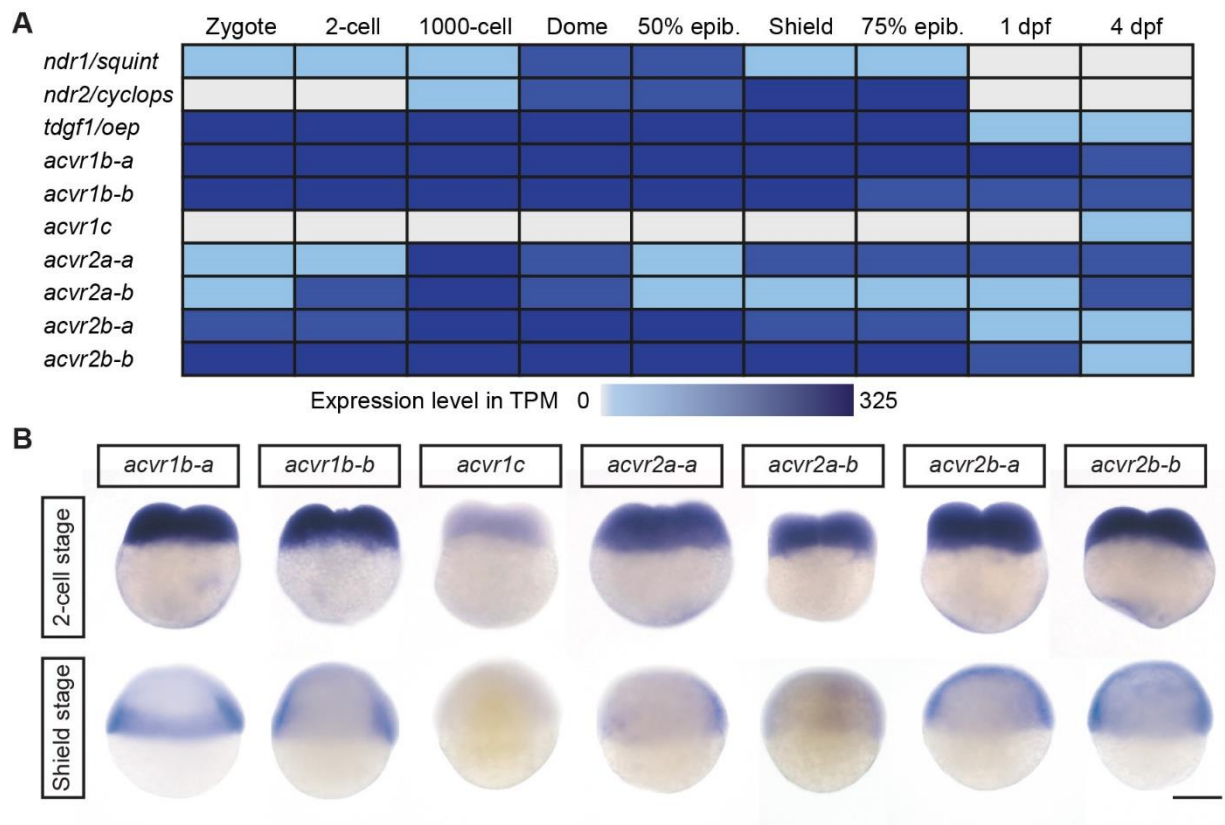 A
Zygote 2-cell 1000-cell Dome 50% epib. Shield 75% epib. 1 dpf 4 dpf
ndr1/squint
ndr2/cyclops
tdgf1/oep
acvr1b-a
acvr1b-b
acvr1c
acvr2a-a
acvr2a-b
acvr2b-a
acvr2b-b
Expression level in TPM 0 325
B
acvr1b-a acvr1b-b acvr1c acvr2a-a acvr2a-b acvr2b-a acvr2b-b
2-cell stage
Shield stage